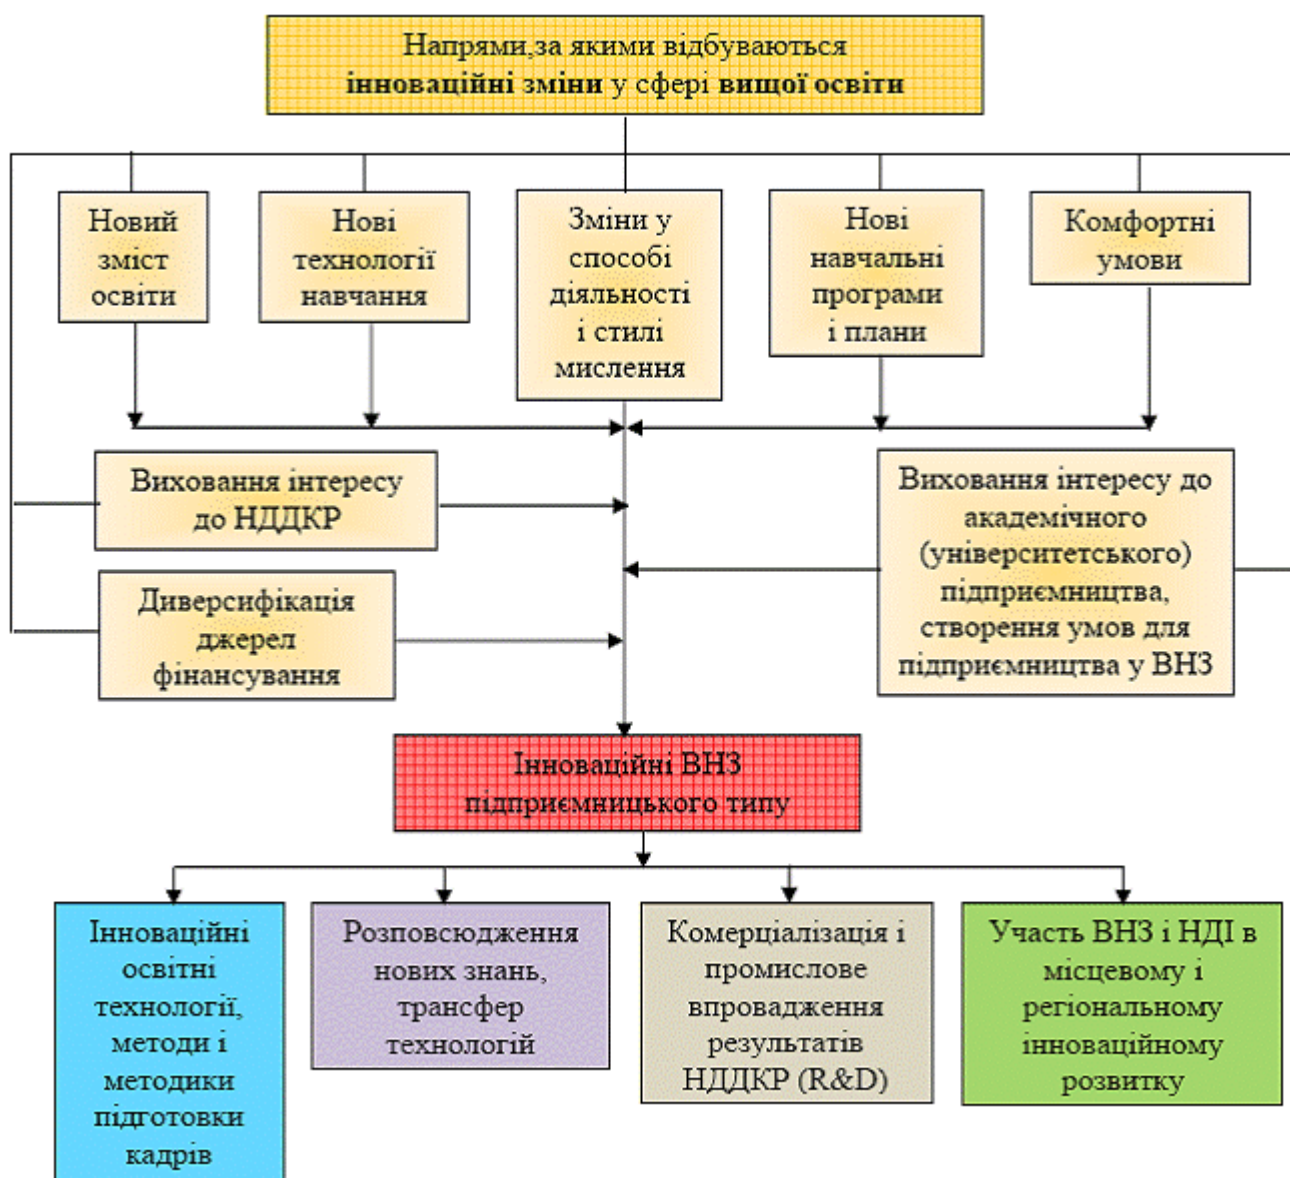 Напрями,за якими відбуваються
інноваційні зміни у сфері вищої освіти
Новий
зміст
освіти
Нові
технології
навчання
Зміни у
способі
діяльності
і стилі
мислення
Нові
навчальні
програми
і плани
Комфортні
умови
Виховання інтересу
до НДДКР
Виховання інтересу до
академічного
(університетського)
підприємництва,
створення умов для
підприємництва у ВНЗ
Диверсифікація
джерел
фінансування
Інноваційні ВНЗ
підприємницького типу
Інноваційні
освітні
технології,
методи і
методики
підготовки
кадрів
Розповсюдження
нових знань,
трансфер
технологій
Комерціалізація і
промислове
впровадження
результатів
НДДКР (R&D)
Участь ВНЗ і НДІ в
місцевому і
регіональному
інноваційному
розвитку